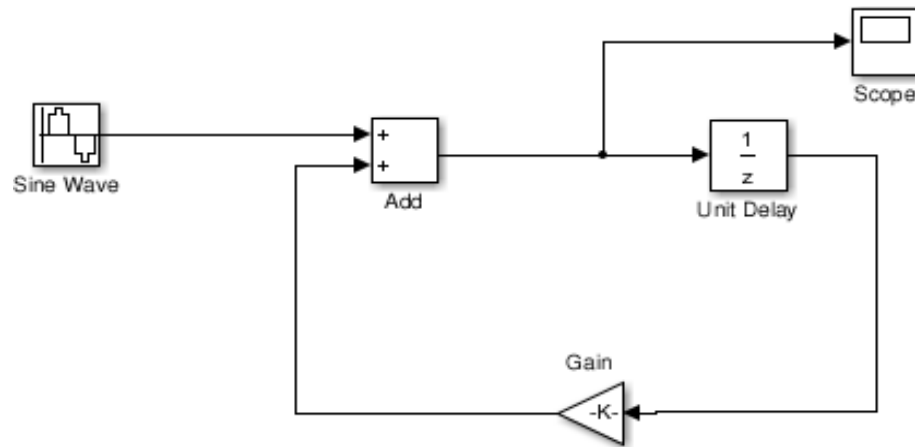 Scope
Sine Wave
+
+
Add
1
z
Unit Delay
Gain
-K-